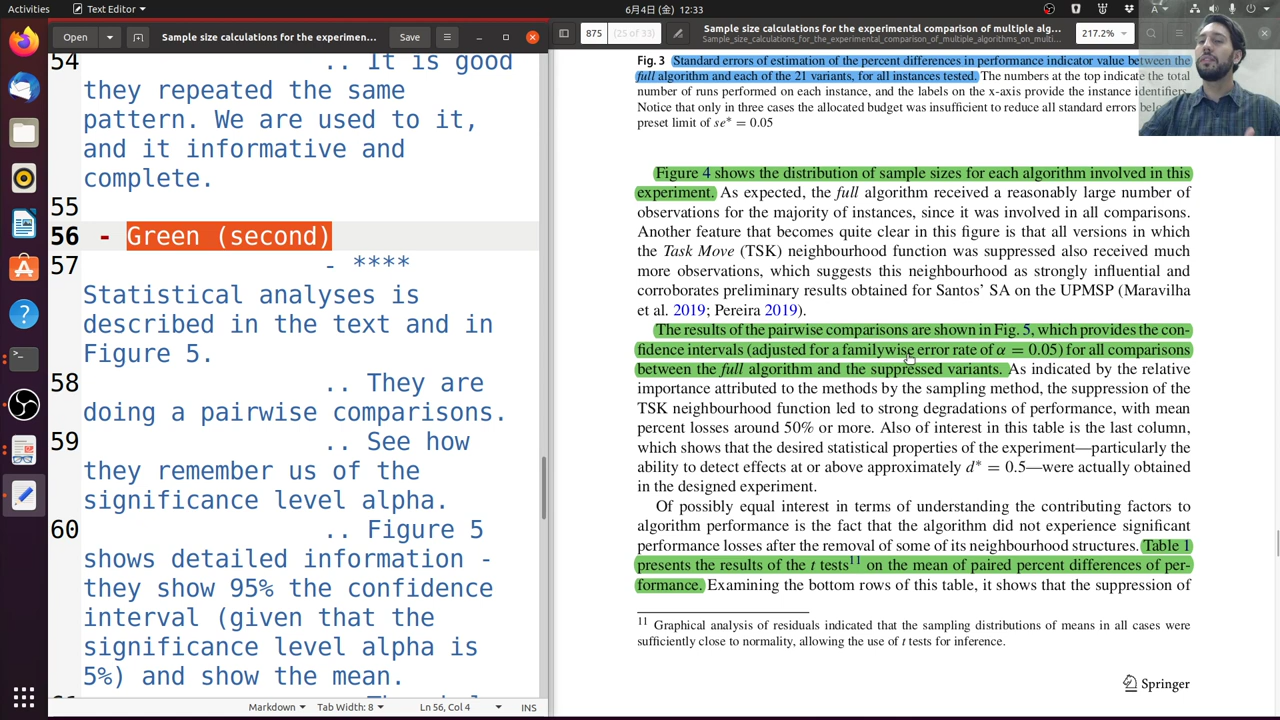 Activities
Text Editor
6月4日 (金) 12:33
Open
Sample size calculations for the experimen...
Save
54 .. It is good
they repeated the same
pattern. We are used to it,
and it informative and
complete.
55
56 - Green (second)
57 - ****
Statistical analyses is
described in the text and in
Figure 5.
58 .. They are
doing a pairwise comparisons.
59 .. See how
they remember us of the
significance level alpha.
60 .. Figure 5
shows detailed information -
they show 95% the confidence
interval (given that the
significance level alpha is
5%) and show the mean.
Markdown
Tab Width: 8
Ln 56, Col 4
INS
875
(25 of 33)
Sample size calculations for the experimental comparison of multiple alg...
Sample_size_calculations_for_the_experimental_comparison_of_multiple_algorithms_on_multi...
217.2%
Fig. 3 Standard errors of estimation of the percent differences in performance indicator value between the
full algorithm and each of the 21 variants, for all instances tested. The numbers at the top indicate the total
number of runs performed on each instance, and the labels on the x-axis provide the instance identifiers.
Notice that only in three cases the allocated budget was insufficient to reduce all standard errors
preset limit of se* = 0.05
Figure 4 shows the distribution of sample sizes for each algorithm involved in this
experiment. As expected, the full algorithm received a reasonably large number of
observations for the majority of instances, since it was involved in all comparisons.
Another feature that becomes quite clear in this figure is that all versions in which
the Task Move (TSK) neighbourhood function was suppressed also received much
more observations, which suggests this neighbourhood as strongly influential and
corroborates preliminary results obtained for Santos' SA on the UPMSP (Maravilha
et al. 2019; Pereira 2019).
The results of the pairwise comparisons are shown in Fig. 5, which provides the con-
fidence intervals (adjusted for a familywise error rate of α = 0.05) for all comparisons
between the full algorithm and the suppressed variants. As indicated by the relative
importance attributed to the methods by the sampling method, the suppression of the
TSK neighbourhood function led to strong degradations of performance, with mean
percent losses around 50% or more. Also of interest in this table is the last column,
which shows that the desired statistical properties of the experiment—particularly the
ability to detect effects at or above approximately d* = 0.5—were actually obtained
in the designed experiment.
Of possibly equal interest in terms of understanding the contributing factors to
algorithm performance is the fact that the algorithm did not experience significant
performance losses after the removal of some of its neighbourhood structures. Table 1
presents the results of the t tests11 on the mean of paired percent differences of per-
formance. Examining the bottom rows of this table, it shows that the suppression of
11 Graphical analysis of residuals indicated that the sampling distributions of means in all cases were
sufficiently close to normality, allowing the use of t tests for inference.
Springer